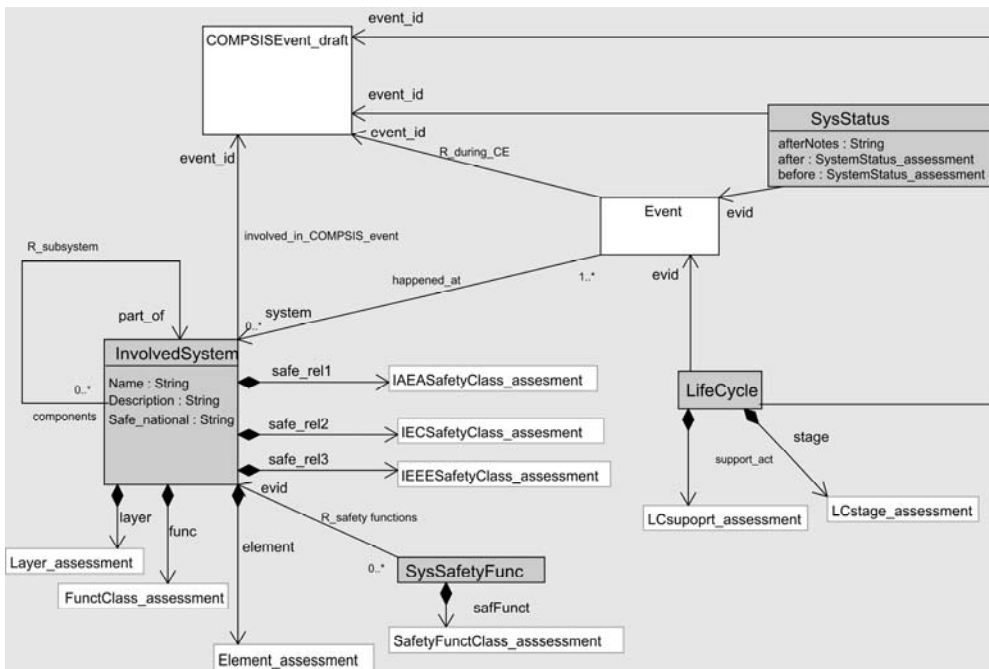 event_id
COMPSISEvent_draft
event_id
SysStatus
event_id
afterNotes : String
R_during_CE
event_id
after : SystemStatus_assessment
before : SystemStatus_assessment
Event
evid
involved_in_COMPSIS_event
R_subsystem
evid
happened_at
1..*
part_of
system
0..*
InvolvedSystem
safe_rel1
Name : String
0..*
IAEASafetyClass_assesment
LifeCycle
Description : String
components
Safe_national : String
safe_rel2
stage
IECSafetyClass_assesment
support_act
safe_rel3
IEEESafetyClass_assessment
evid
LCsupoprt_assessment
LCstage_assessment
layer
R_safety functions
func
element
Layer_assessment
0..*
SysSafetyFunc
FunctClass_assessment
safFunct
SafetyFunctClass_asssessment
Element_assessment